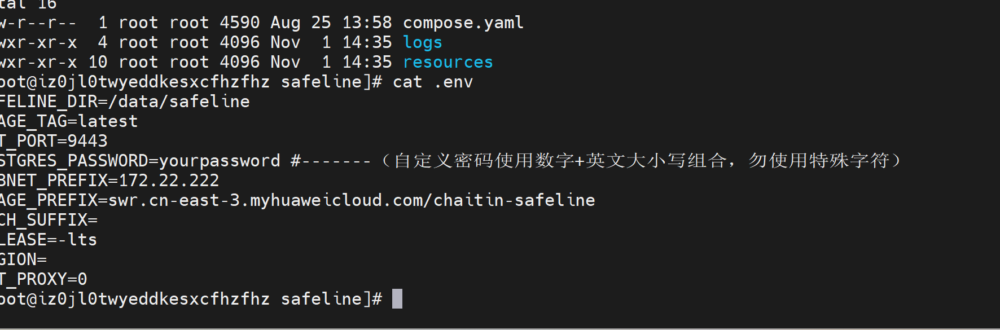 tal 16
w-r--r--  1 root root 4590 Aug 25 13:58 compose.yaml
wxr-xr-x  4 root root 4096 Nov  1 14:35 logs
wxr-xr-x 10 root root 4096 Nov  1 14:35 resources
oot@iz0jl0twyeddkesxcfhzfhz safeline]# cat .env
FELINE_DIR=/data/safeline
AGE_TAG=latest
T_PORT=9443
STGRES_PASSWORD=yourpassword #-------（自定义密码使用数字+英文大小写组合，勿使用特殊字符）
BNET_PREFIX=172.22.222
AGE_PREFIX=swr.cn-east-3.myhuaweicloud.com/chaitin-safeline
CH_SUFFIX=
LEASE=-lts
GION=
T_PROXY=0
oot@iz0jl0twyeddkesxcfhzfhz safeline]#